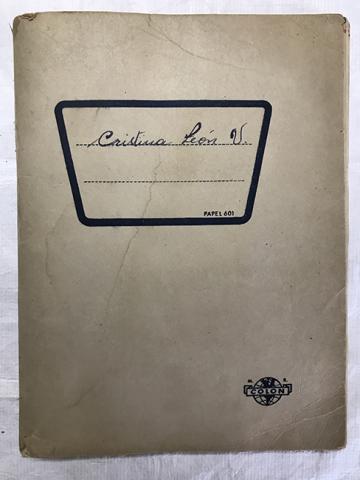 Cristina León V.
PAPEL 601
M. R.
COLON